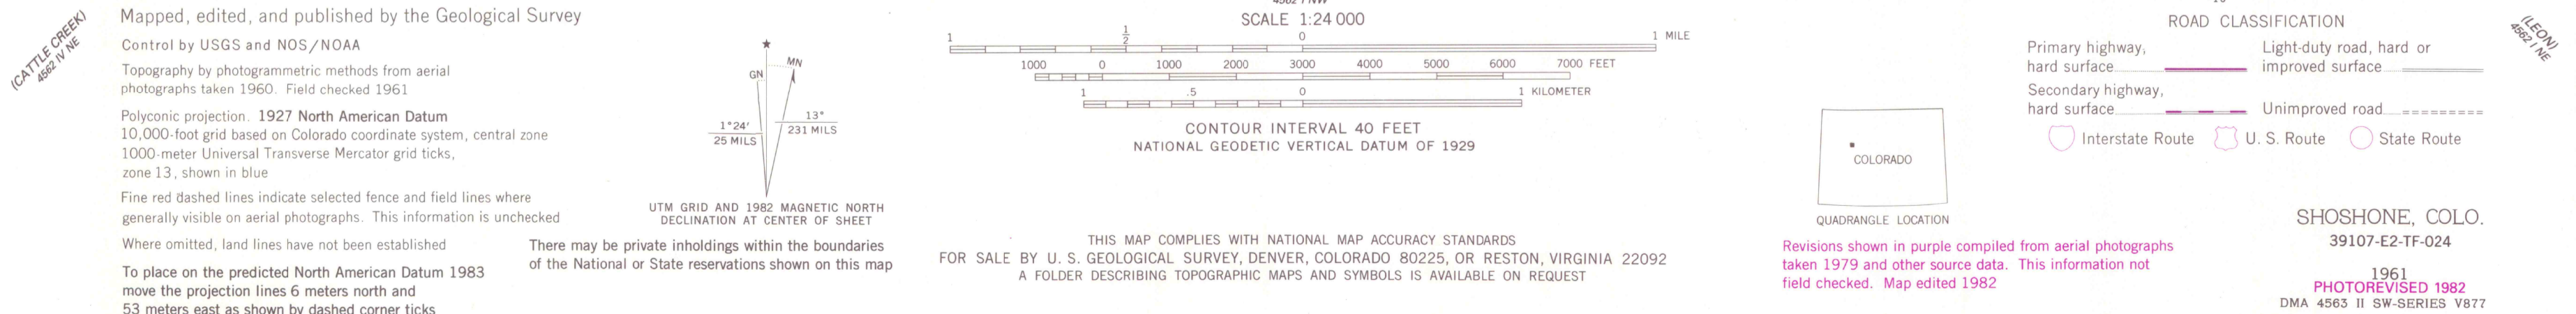 (CATTLE CREEK)
4562 IV NE
Mapped, edited, and published by the Geological Survey
Control by USGS and NOS/NOAA
Topography by photogrammetric methods from aerial
photographs taken 1960. Field checked 1961
Polyconic projection. 1927 North American Datum
10,000-foot grid based on Colorado coordinate system, central zone
1000-meter Universal Transverse Mercator grid ticks,
zone 13, shown in blue
Fine red dashed lines indicate selected fence and field lines where
generally visible on aerial photographs. This information is unchecked
Where omitted, land lines have not been established
To place on the predicted North American Datum 1983
move the projection lines 6 meters north and
53 meters east as shown by dashed corner ticks
There may be private inholdings within the boundaries
of the National or State reservations shown on this map
★
GN
MN
1°24'
25 MILS
13°
231 MILS
UTM GRID AND 1982 MAGNETIC NORTH
DECLINATION AT CENTER OF SHEET
4562 I NW
SCALE 1:24 000
1 1/2 0 1 MILE
1000 0 1000 2000 3000 4000 5000 6000 7000 FEET
1 .5 0 1 KILOMETER
CONTOUR INTERVAL 40 FEET
NATIONAL GEODETIC VERTICAL DATUM OF 1929
THIS MAP COMPLIES WITH NATIONAL MAP ACCURACY STANDARDS
FOR SALE BY U. S. GEOLOGICAL SURVEY, DENVER, COLORADO 80225, OR RESTON, VIRGINIA 22092
A FOLDER DESCRIBING TOPOGRAPHIC MAPS AND SYMBOLS IS AVAILABLE ON REQUEST
COLORADO
QUADRANGLE LOCATION
Revisions shown in purple compiled from aerial photographs
taken 1979 and other source data. This information not
field checked. Map edited 1982
ROAD CLASSIFICATION
Primary highway,
hard surface
Light-duty road, hard or
improved surface
Secondary highway,
hard surface
Unimproved road
Interstate Route
U. S. Route
State Route
(LEON)
4562 I NE
SHOSHONE, COLO.
39107-E2-TF-024
1961
PHOTOREVISED 1982
DMA 4563 II SW-SERIES V877